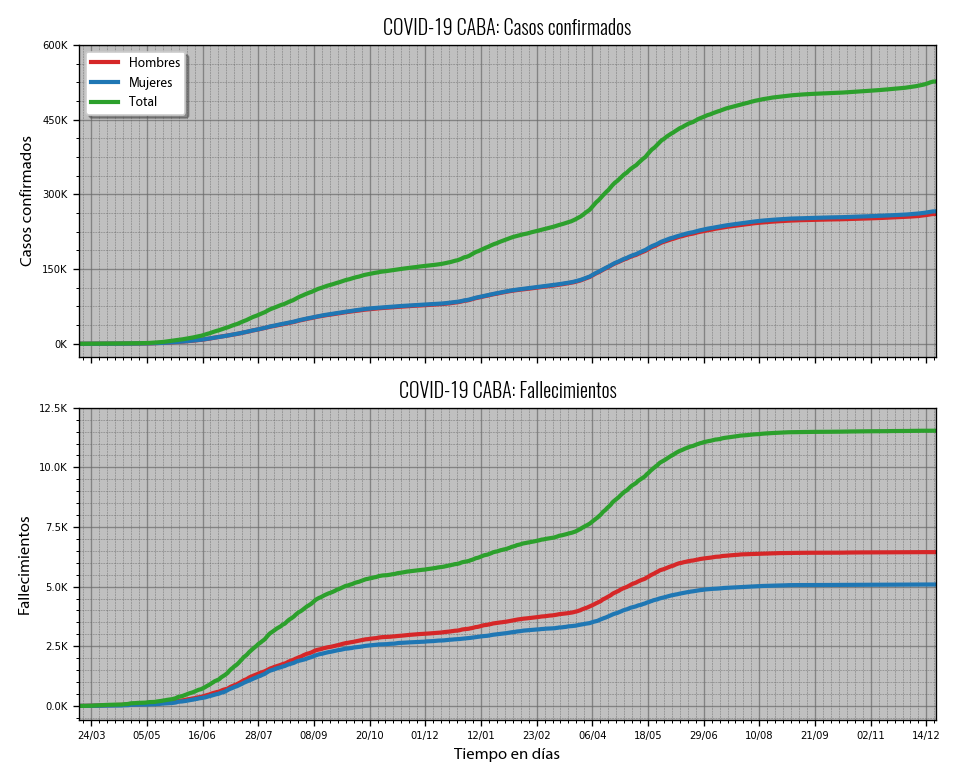 COVID-19 CABA: Casos confirmados
600K
450K
300K
150K
0K
Casos confirmados
Hombres
Mujeres
Total
COVID-19 CABA: Fallecimientos
12.5K
10.0K
7.5K
5.0K
2.5K
0.0K
Fallecimientos
24/03 05/05 16/06 28/07 08/09 20/10 01/12 12/01 23/02 06/04 18/05 29/06 10/08 21/09 02/11 14/12
Tiempo en días